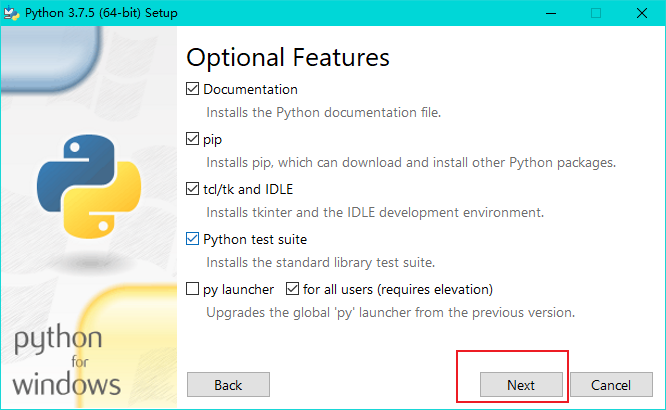 Python 3.7.5 (64-bit) Setup
Optional Features
Documentation
Installs the Python documentation file.
pip
Installs pip, which can download and install other Python packages.
tcl/tk and IDLE
Installs tkinter and the IDLE development environment.
Python test suite
Installs the standard library test suite.
py launcher for all users (requires elevation)
Upgrades the global 'py' launcher from the previous version.
python
for
windows
Back Next Cancel